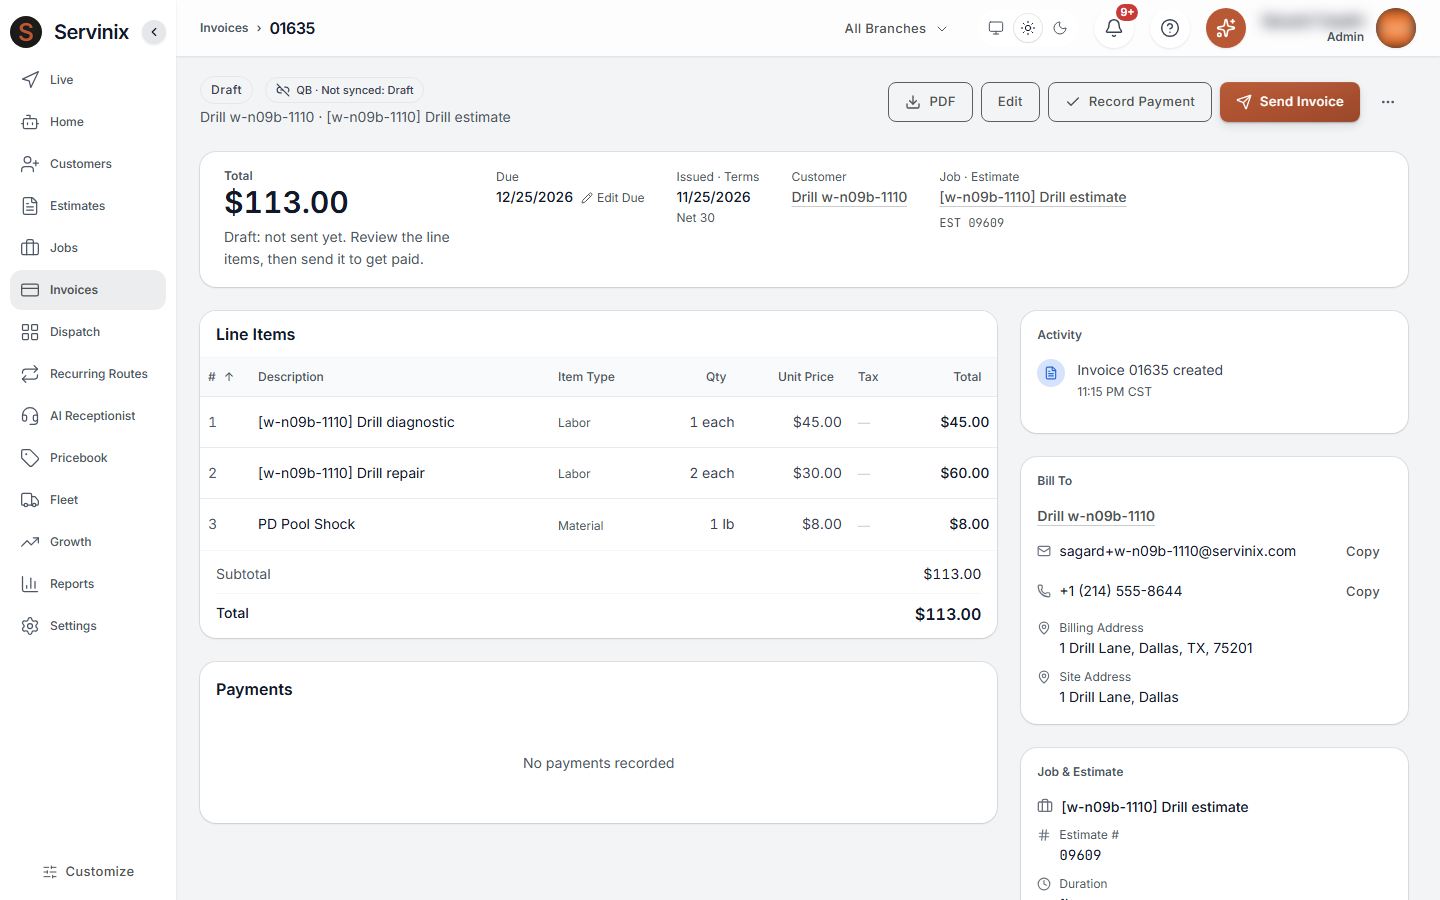 S Servinix
Live
Home
Customers
Estimates
Jobs
Invoices
Dispatch
Recurring Routes
AI Receptionist
Pricebook
Fleet
Growth
Reports
Settings
Customize
Invoices › 01635
All Branches
9+
Admin
Draft
QB · Not synced: Draft
Drill w-n09b-1110 · [w-n09b-1110] Drill estimate
PDF
Edit
Record Payment
Send Invoice
Total
$113.00
Draft: not sent yet. Review the line
items, then send it to get paid.
Due
12/25/2026 Edit Due
Issued · Terms
11/25/2026
Net 30
Customer
Drill w-n09b-1110
Job · Estimate
[w-n09b-1110] Drill estimate
EST 09609
Line Items
# Description Item Type Qty Unit Price Tax Total
1 [w-n09b-1110] Drill diagnostic Labor 1 each $45.00 — $45.00
2 [w-n09b-1110] Drill repair Labor 2 each $30.00 — $60.00
3 PD Pool Shock Material 1 lb $8.00 — $8.00
Subtotal $113.00
Total $113.00
Payments
No payments recorded
Activity
Invoice 01635 created
11:15 PM CST
Bill To
Drill w-n09b-1110
sagard+w-n09b-1110@servinix.com Copy
+1 (214) 555-8644 Copy
Billing Address
1 Drill Lane, Dallas, TX, 75201
Site Address
1 Drill Lane, Dallas
Job & Estimate
[w-n09b-1110] Drill estimate
Estimate #
09609
Duration